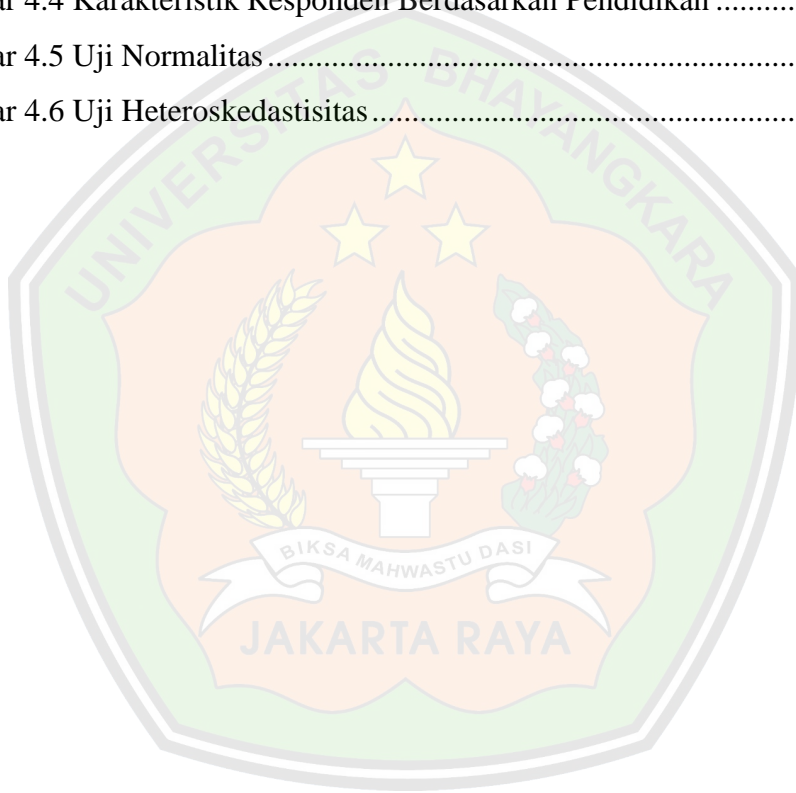 ar 4.4 Karakteristik Responden Berdasarkan Pendidikan ..........
ar 4.5 Uji Normalitas ..................................................................
ar 4.6 Uji Heteroskedastisitas .....................................................
UNIVERSITAS BHAYANGKARA
BIKSA MAHWASTU DASI
JAKARTA RAYA